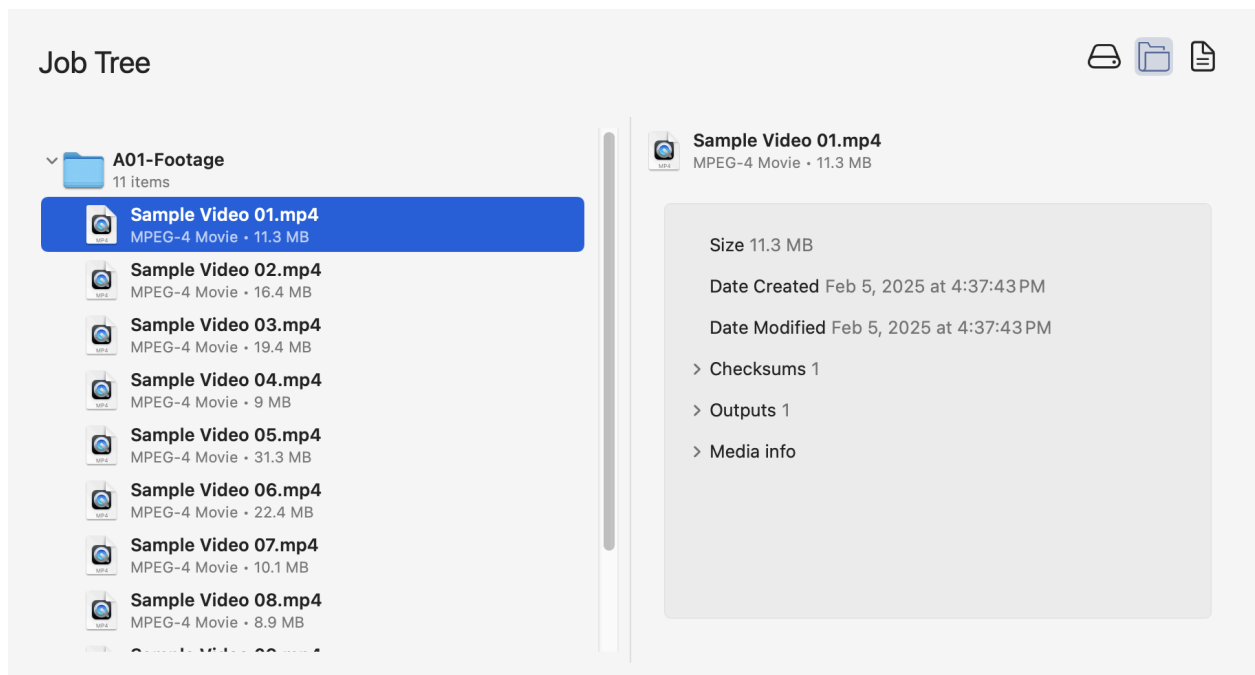 Job Tree
A01-Footage
11 items
Sample Video 01.mp4
MPEG-4 Movie • 11.3 MB
Sample Video 02.mp4
MPEG-4 Movie • 16.4 MB
Sample Video 03.mp4
MPEG-4 Movie • 19.4 MB
Sample Video 04.mp4
MPEG-4 Movie • 9 MB
Sample Video 05.mp4
MPEG-4 Movie • 31.3 MB
Sample Video 06.mp4
MPEG-4 Movie • 22.4 MB
Sample Video 07.mp4
MPEG-4 Movie • 10.1 MB
Sample Video 08.mp4
MPEG-4 Movie • 8.9 MB
Sample Video 01.mp4
MPEG-4 Movie • 11.3 MB
Size 11.3 MB
Date Created Feb 5, 2025 at 4:37:43 PM
Date Modified Feb 5, 2025 at 4:37:43 PM
Checksums 1
Outputs 1
Media info